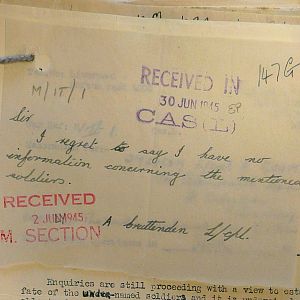 147G
M/IT/1
RECEIVED IN
30 JUN 1945
CAS(L)
Sir
I regret to say I have no
information concerning the mentioned
soldiers.
RECEIVED
2 JUL 1945
M. SECTION
A L/cpl.
Enquiries are still proceeding with a view to
fate of the under-named soldiers and it is